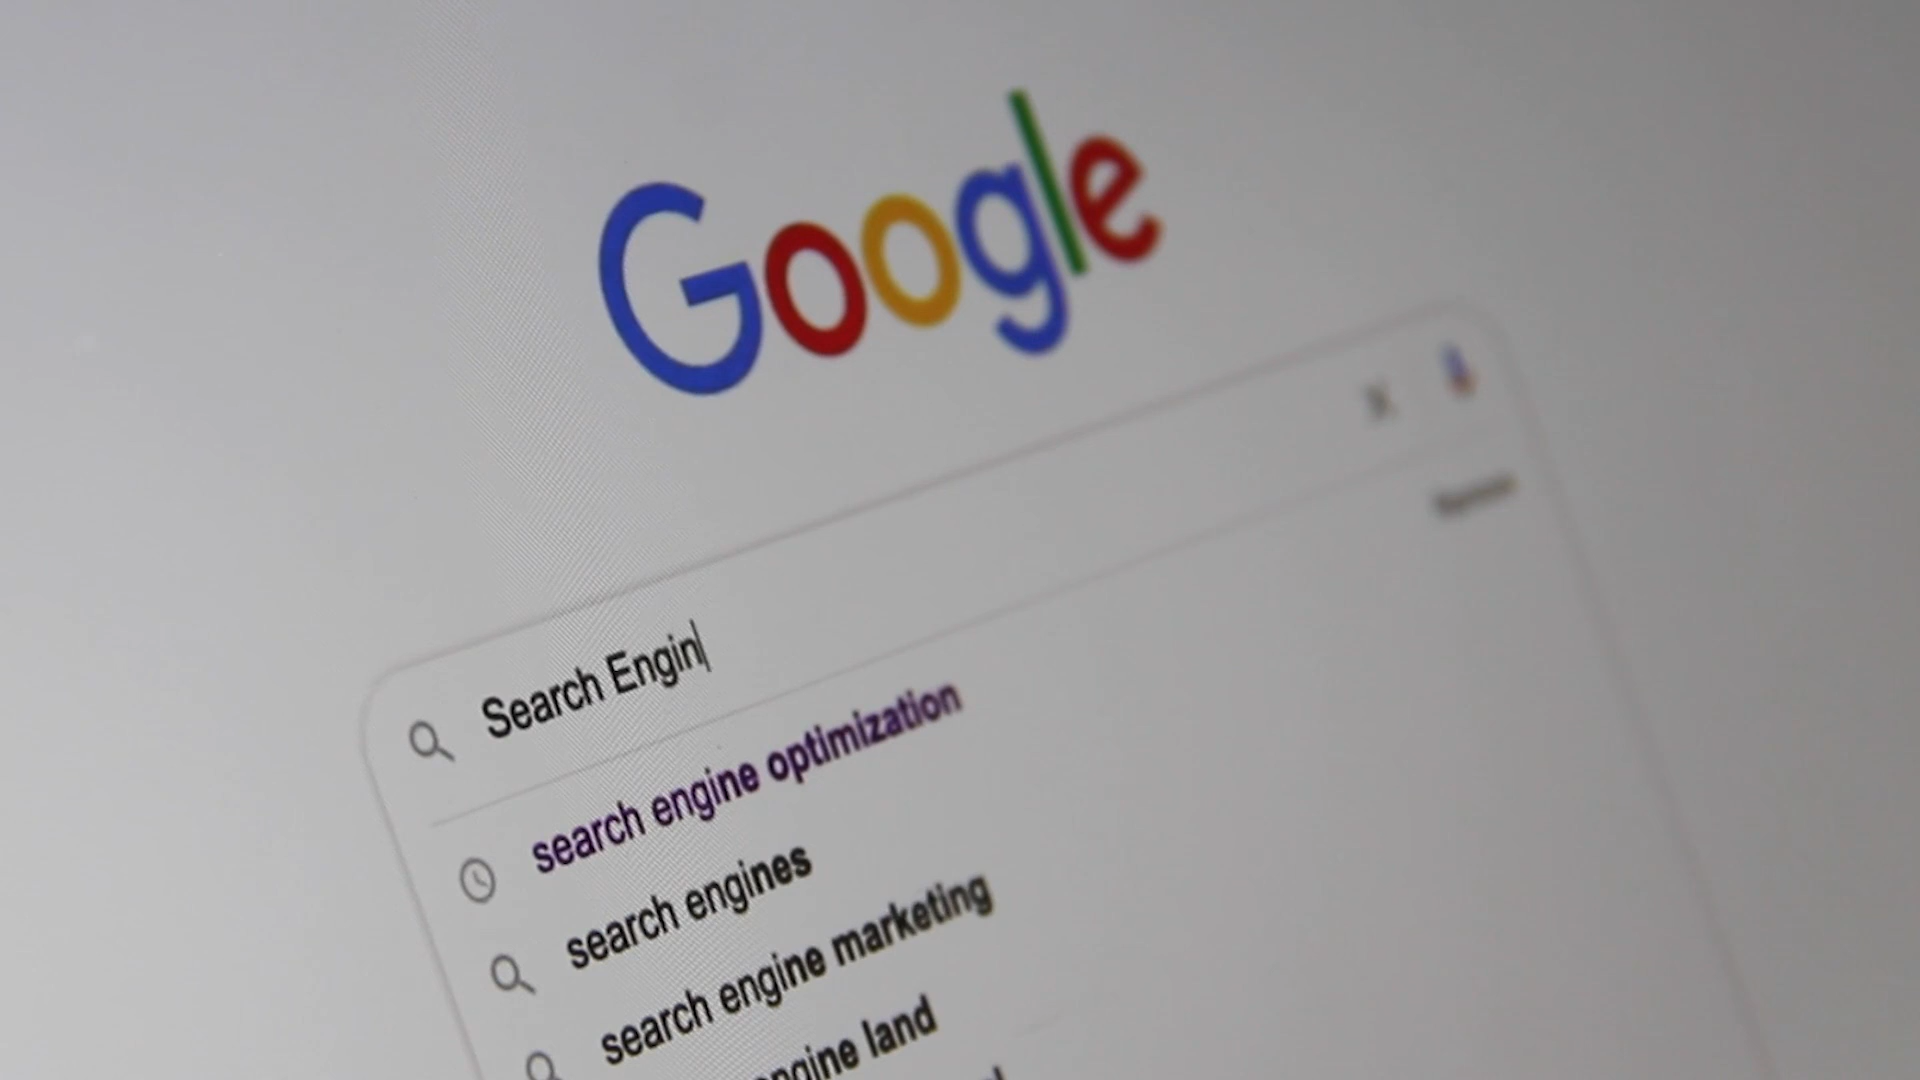 Google
Search Engin
search engine optimization
search engines
search engine marketing
engine land